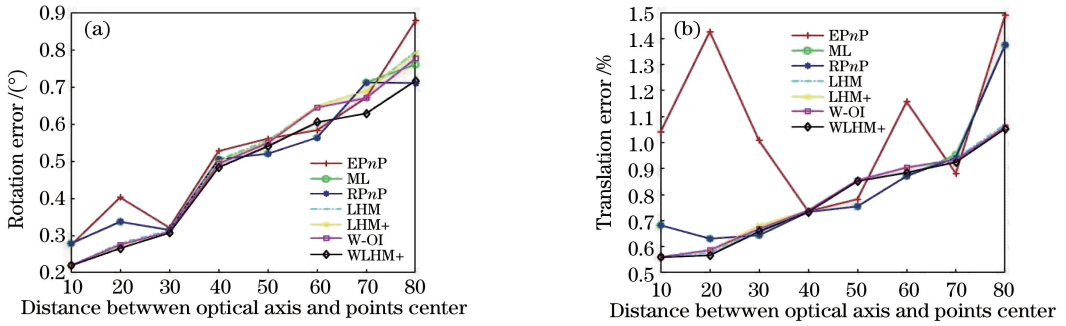 (a)
Rotation error /(°)
0.9
0.8
0.7
0.6
0.5
0.4
0.3
0.2
10 20 30 40 50 60 70 80
Distance betwwen optical axis and points center
EPnP
ML
RPnP
LHM
LHM+
W-OI
WLHM+
(b)
Translation error /%
1.5
1.4
1.3
1.2
1.1
1.0
0.9
0.8
0.7
0.6
0.5
10 20 30 40 50 60 70 80
Distance betwwen optical axis and points center
EPnP
ML
RPnP
LHM
LHM+
W-OI
WLHM+